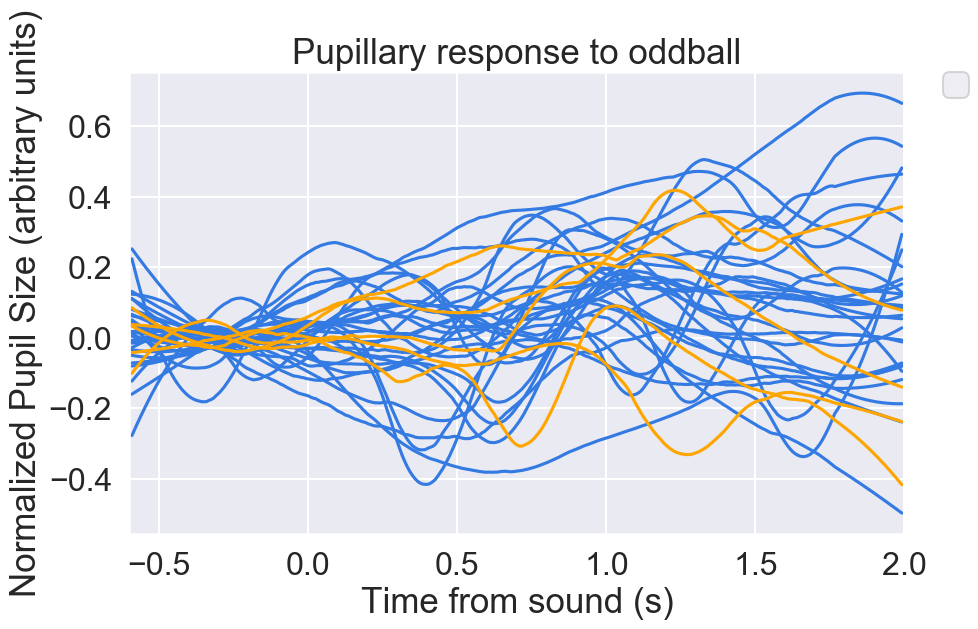 Pupillary response to oddball
Normalized Pupil Size (arbitrary units)
0.6
0.4
0.2
0.0
−0.2
−0.4
−0.5 0.0 0.5 1.0 1.5 2.0
Time from sound (s)